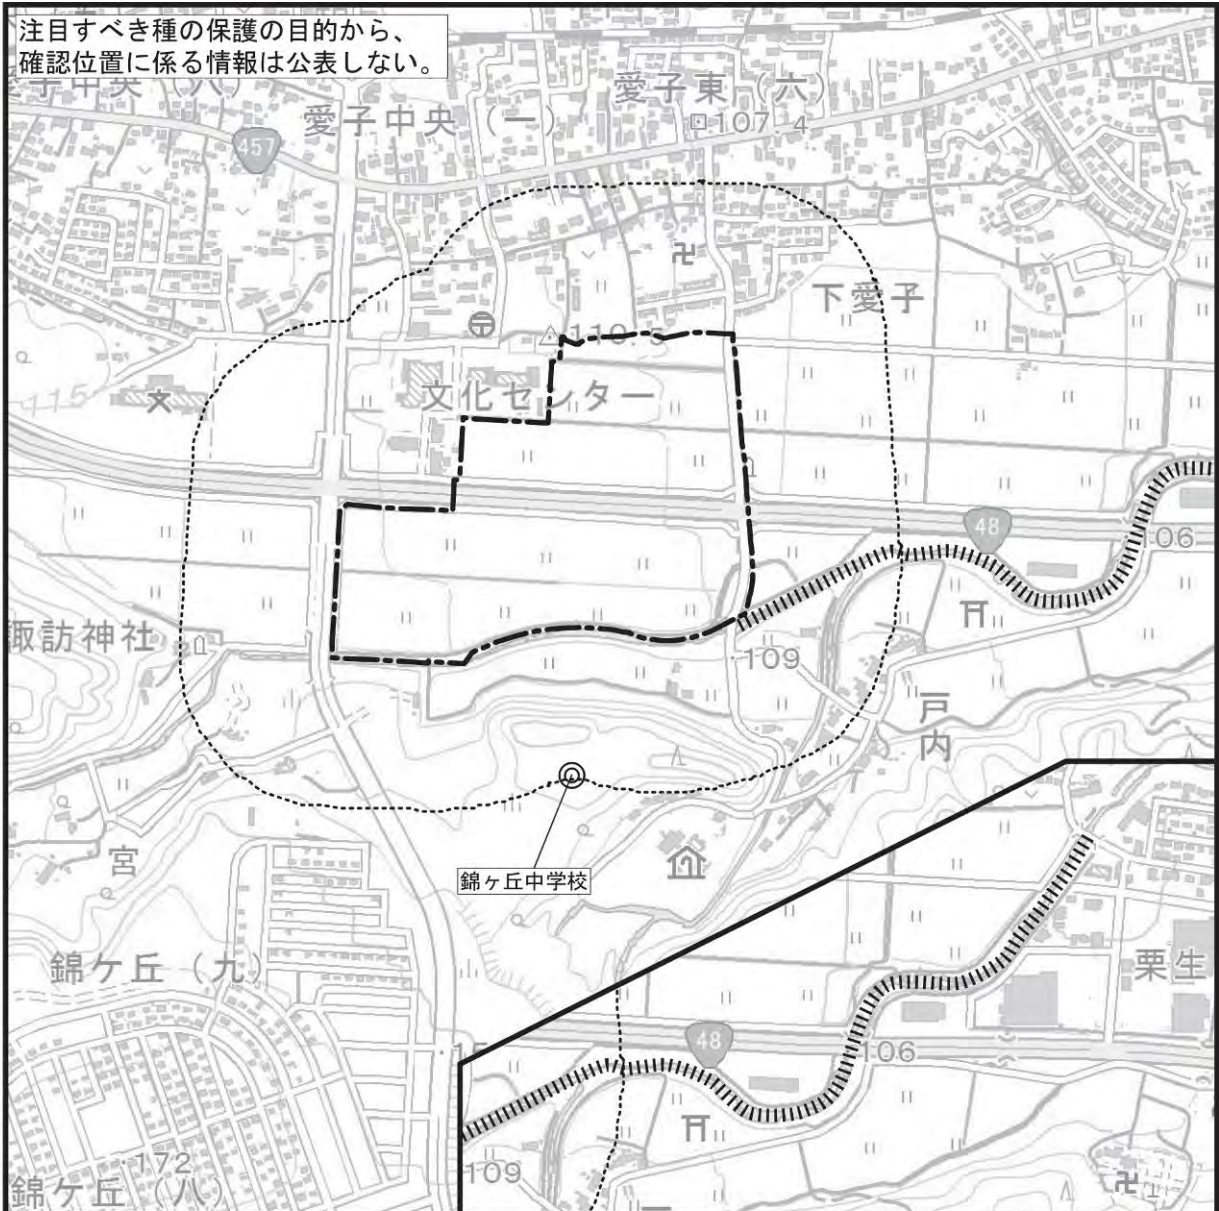 注目すべき種の保護の目的から、
確認位置に係る情報は公表しない。
愛子中央(一)
愛子東(六)
107.4
457
下愛子
110.5
文化センター
115
48
106
諏訪神社
109
戸内
宮
錦ヶ丘中学校
錦ケ丘(九)
栗生
48
106
172
錦ケ丘(八)
109